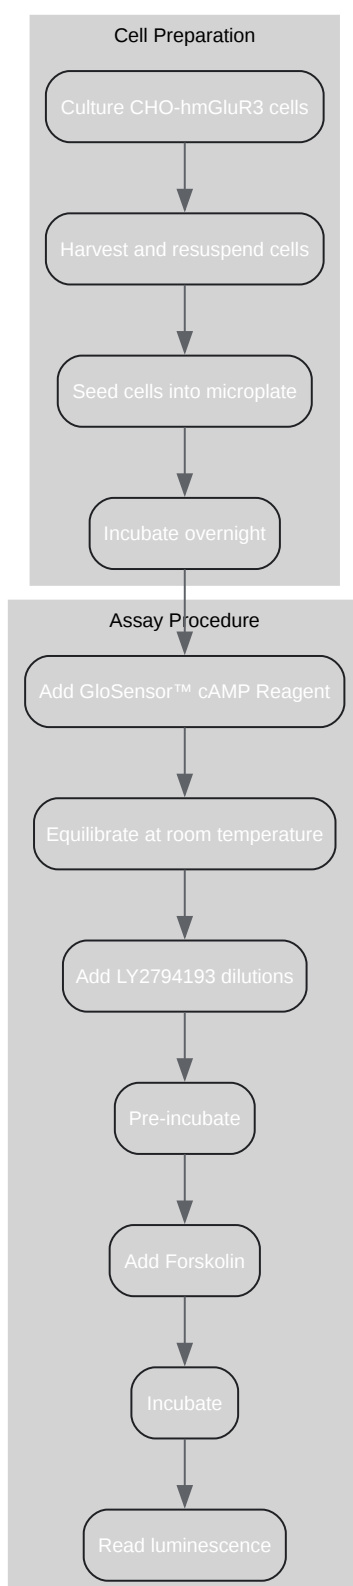 Cell Preparation
Culture CHO-hmGluR3 cells
Harvest and resuspend cells
Seed cells into microplate
Incubate overnight
Assay Procedure
Add GloSensor™ cAMP Reagent
Equilibrate at room temperature
Add LY2794193 dilutions
Pre-incubate
Add Forskolin
Incubate
Read luminescence